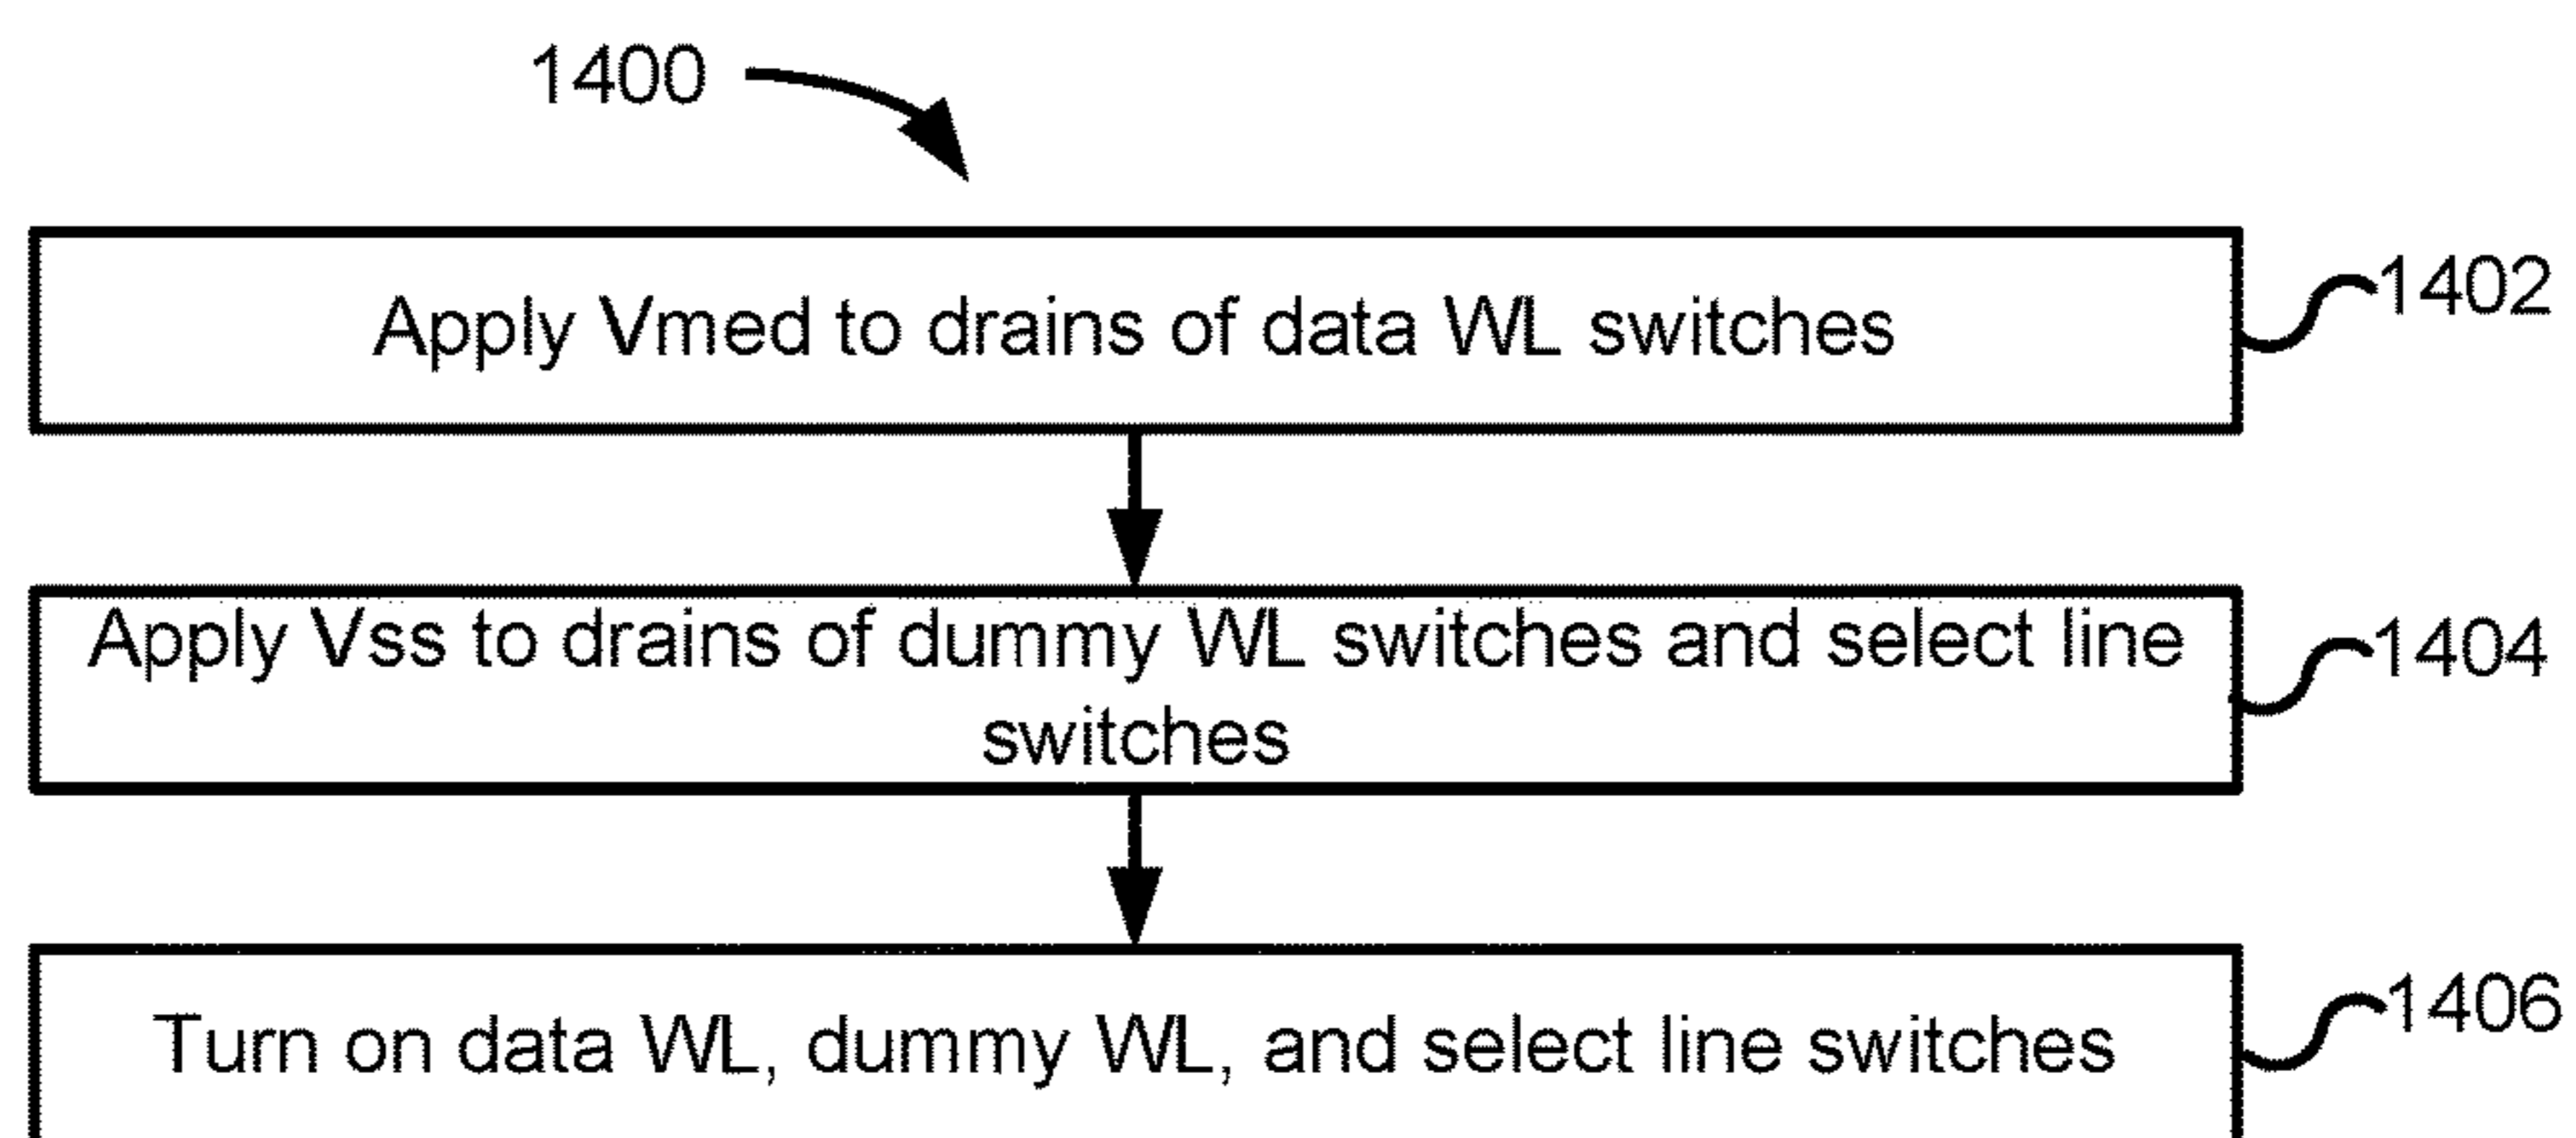 1400
Apply Vmed to drains of data WL switches
1402
Apply Vss to drains of dummy WL switches and select line
switches
1404
Turn on data WL, dummy WL, and select line switches
1406